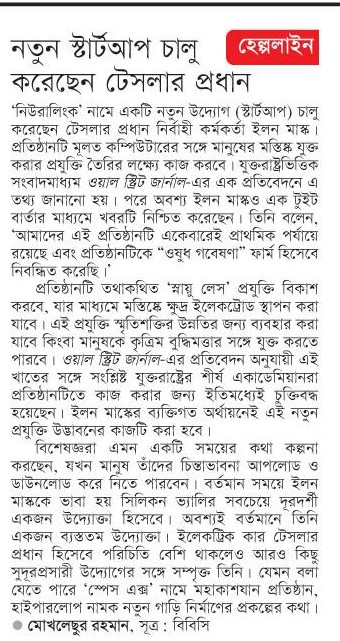 নতুন স্টার্টআপ চালু
হেল্পলাইন
করেছেন টেসলার প্রধান
‘নিউরালিংক’ নামে একটি নতুন উদ্যোগ (স্টার্টআপ) চালু
করেছেন টেসলার প্রধান নির্বাহী কর্মকর্তা ইলন মাস্ক।
প্রতিষ্ঠানটি মূলত কম্পিউটারের সঙ্গে মানুষের মস্তিষ্ক যুক্ত
করার প্রযুক্তি তৈরির লক্ষ্যে কাজ করবে। যুক্তরাষ্ট্রভিত্তিক
সংবাদমাধ্যম ওয়াল স্ট্রিট জার্নাল-এর এক প্রতিবেদনে এ
তথ্য জানানো হয়। পরে অবশ্য ইলন মাস্কও এক টুইট
বার্তার মাধ্যমে খবরটি নিশ্চিত করেছেন। তিনি বলেন,
‘আমাদের এই প্রতিষ্ঠানটি একেবারেই প্রাথমিক পর্যায়ে
রয়েছে এবং প্রতিষ্ঠানটিকে “ওষুধ গবেষণা” ফার্ম হিসেবে
নিবন্ধিত করেছি।’
প্রতিষ্ঠানটি তথাকথিত ‘স্নায়ু লেস’ প্রযুক্তি বিকাশ
করবে, যার মাধ্যমে মস্তিষ্কে ক্ষুদ্র ইলেকট্রোড স্থাপন করা
যাবে। এই প্রযুক্তি স্মৃতিশক্তির উন্নতির জন্য ব্যবহার করা
যাবে কিংবা মানুষকে কৃত্রিম বুদ্ধিমত্তার সঙ্গে যুক্ত করতে
পারবে। ওয়াল স্ট্রিট জার্নাল-এর প্রতিবেদন অনুযায়ী এই
খাতের সঙ্গে সংশ্লিষ্ট যুক্তরাষ্ট্রের শীর্ষ একাডেমিয়ানরা
প্রতিষ্ঠানটিতে কাজ করার জন্য ইতিমধ্যেই চুক্তিবদ্ধ
হয়েছেন। ইলন মাস্কের ব্যক্তিগত অর্থায়নেই এই নতুন
প্রযুক্তি উদ্ভাবনের কাজটি করা হবে।
বিশেষজ্ঞরা এমন একটি সময়ের কথা কল্পনা
করছেন, যখন মানুষ তাঁদের চিন্তাভাবনা আপলোড ও
ডাউনলোড করে নিতে পারবেন। বর্তমান সময়ে ইলন
মাস্ককে ভাবা হয় সিলিকন ভ্যালির সবচেয়ে দূরদর্শী
একজন উদ্যোক্তা হিসেবে। অবশ্যই বর্তমানে তিনি
একজন ব্যস্ততম উদ্যোক্তা। ইলেকট্রিক কার টেসলার
প্রধান হিসেবে পরিচিতি বেশি থাকলেও আরও কিছু
সুদূরপ্রসারী উদ্যোগের সঙ্গে সম্পৃক্ত তিনি। যেমন বলা
যেতে পারে ‘স্পেস এক্স’ নামে মহাকাশযান প্রতিষ্ঠান,
হাইপারলোপ নামক নতুন গাড়ি নির্মাণের প্রকল্পের কথা।
● মোখলেছুর রহমান, সূত্র : বিবিসি